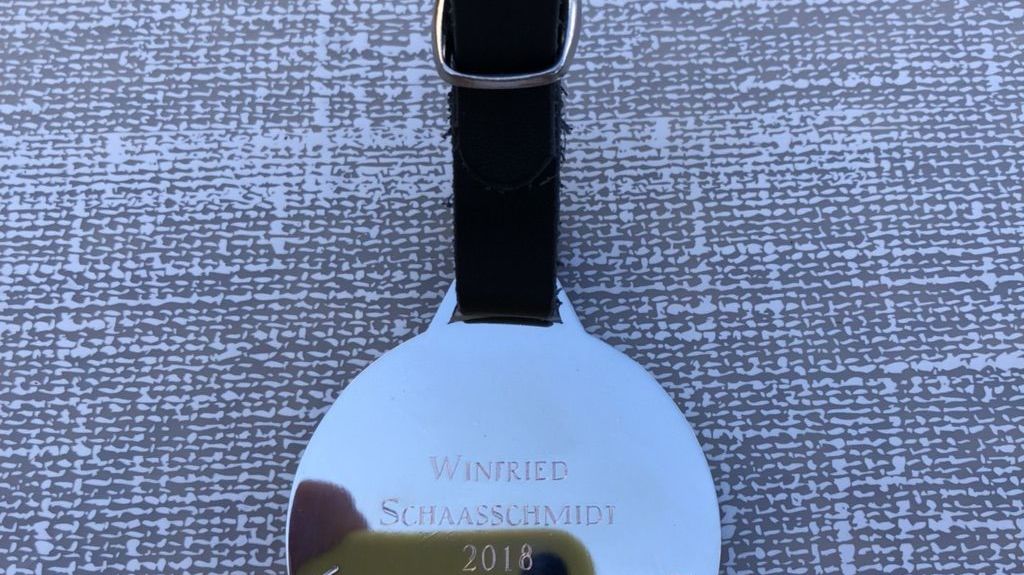 WINFRIED
SCHAASSCHMIDT
2018